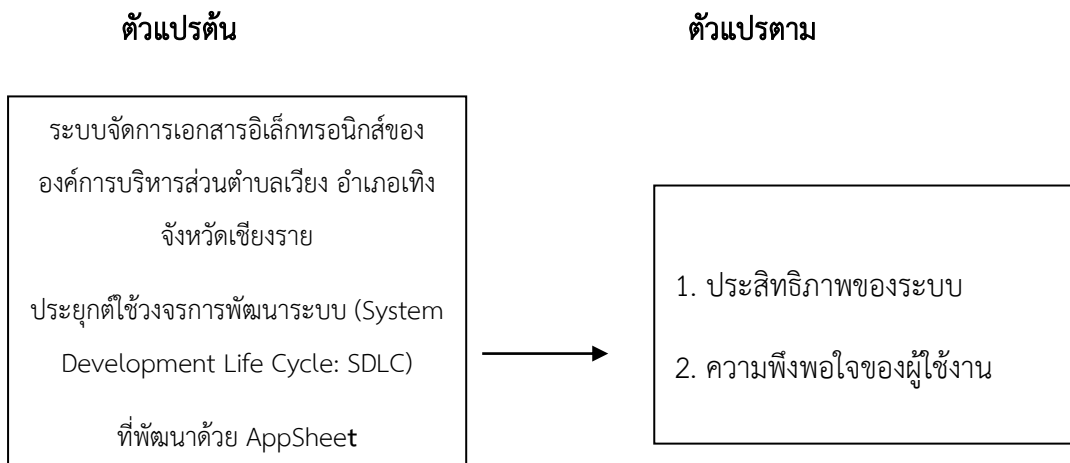 ตัวแปรต้น
ตัวแปรตาม
ระบบจัดการเอกสารอิเล็กทรอนิกส์ของ
องค์การบริหารส่วนตำบลเวียง อำเภอเทิง
จังหวัดเชียงราย
ประยุกต์ใช้วงจรการพัฒนาระบบ (System
Development Life Cycle: SDLC)
ที่พัฒนาด้วย AppSheet
1. ประสิทธิภาพของระบบ
2. ความพึงพอใจของผู้ใช้งาน